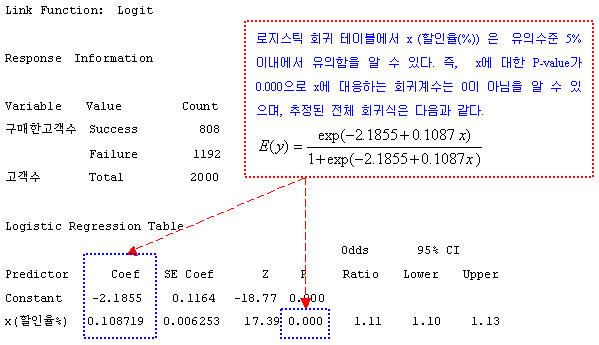 Link Function: Logit
로지스틱 회귀 테이블에서 x (할인율(%)) 은 유의수준 5%
이내에서 유의함을 알 수 있다. 즉, x에 대한 P-value가
0.000으로 x에 대응하는 회귀계수는 0이 아님을 알 수 있
으며, 추정된 전체 회귀식은 다음과 같다.
E(y) = exp(−2.1855+0.1087 x) / 1+exp(−2.1855+0.1087x)
Response Information
Variable Value Count
구매한고객수 Success 808
Failure 1192
고객수 Total 2000
Logistic Regression Table
Odds 95% CI
Predictor Coef SE Coef Z P Ratio Lower Upper
Constant -2.1855 0.1164 -18.77 0.000
x(할인율%) 0.108719 0.006253 17.39 0.000 1.11 1.10 1.13